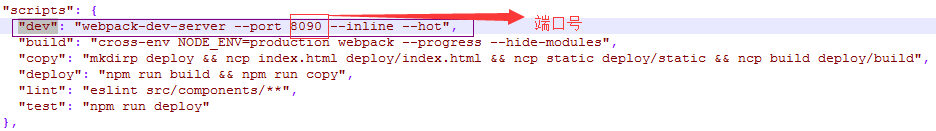 "scripts": {
"dev": "webpack-dev-server --port 8090 --inline --hot", 端口号
"build": "cross-env NODE_ENV=production webpack --progress --hide-modules",
"copy": "mkdirp deploy && ncp index.html deploy/index.html && ncp static deploy/static && ncp build deploy/build",
"deploy": "npm run build && npm run copy",
"lint": "eslint src/components/**",
"test": "npm run deploy"
},